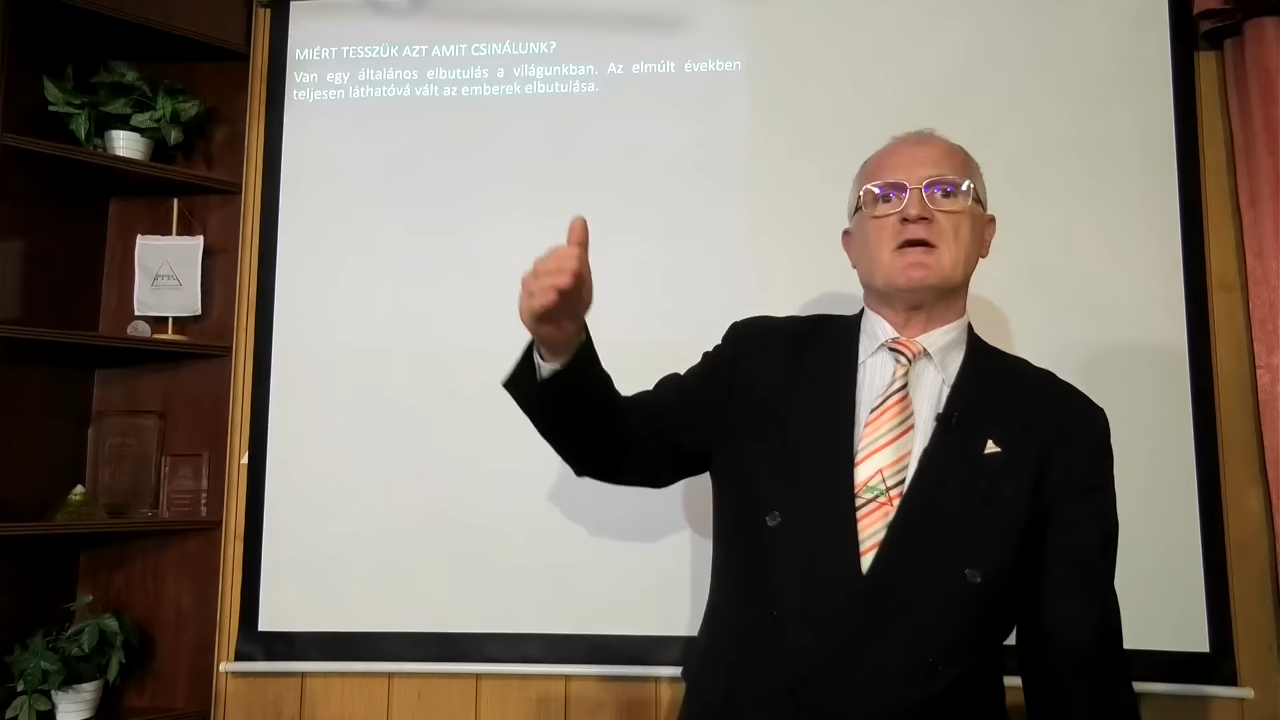 MIÉRT TESSZÜK AZT AMIT CSINÁLUNK?
Van egy általános elbutulás a világunkban. Az elmúlt években
teljesen láthatóvá vált az emberek elbutulása.